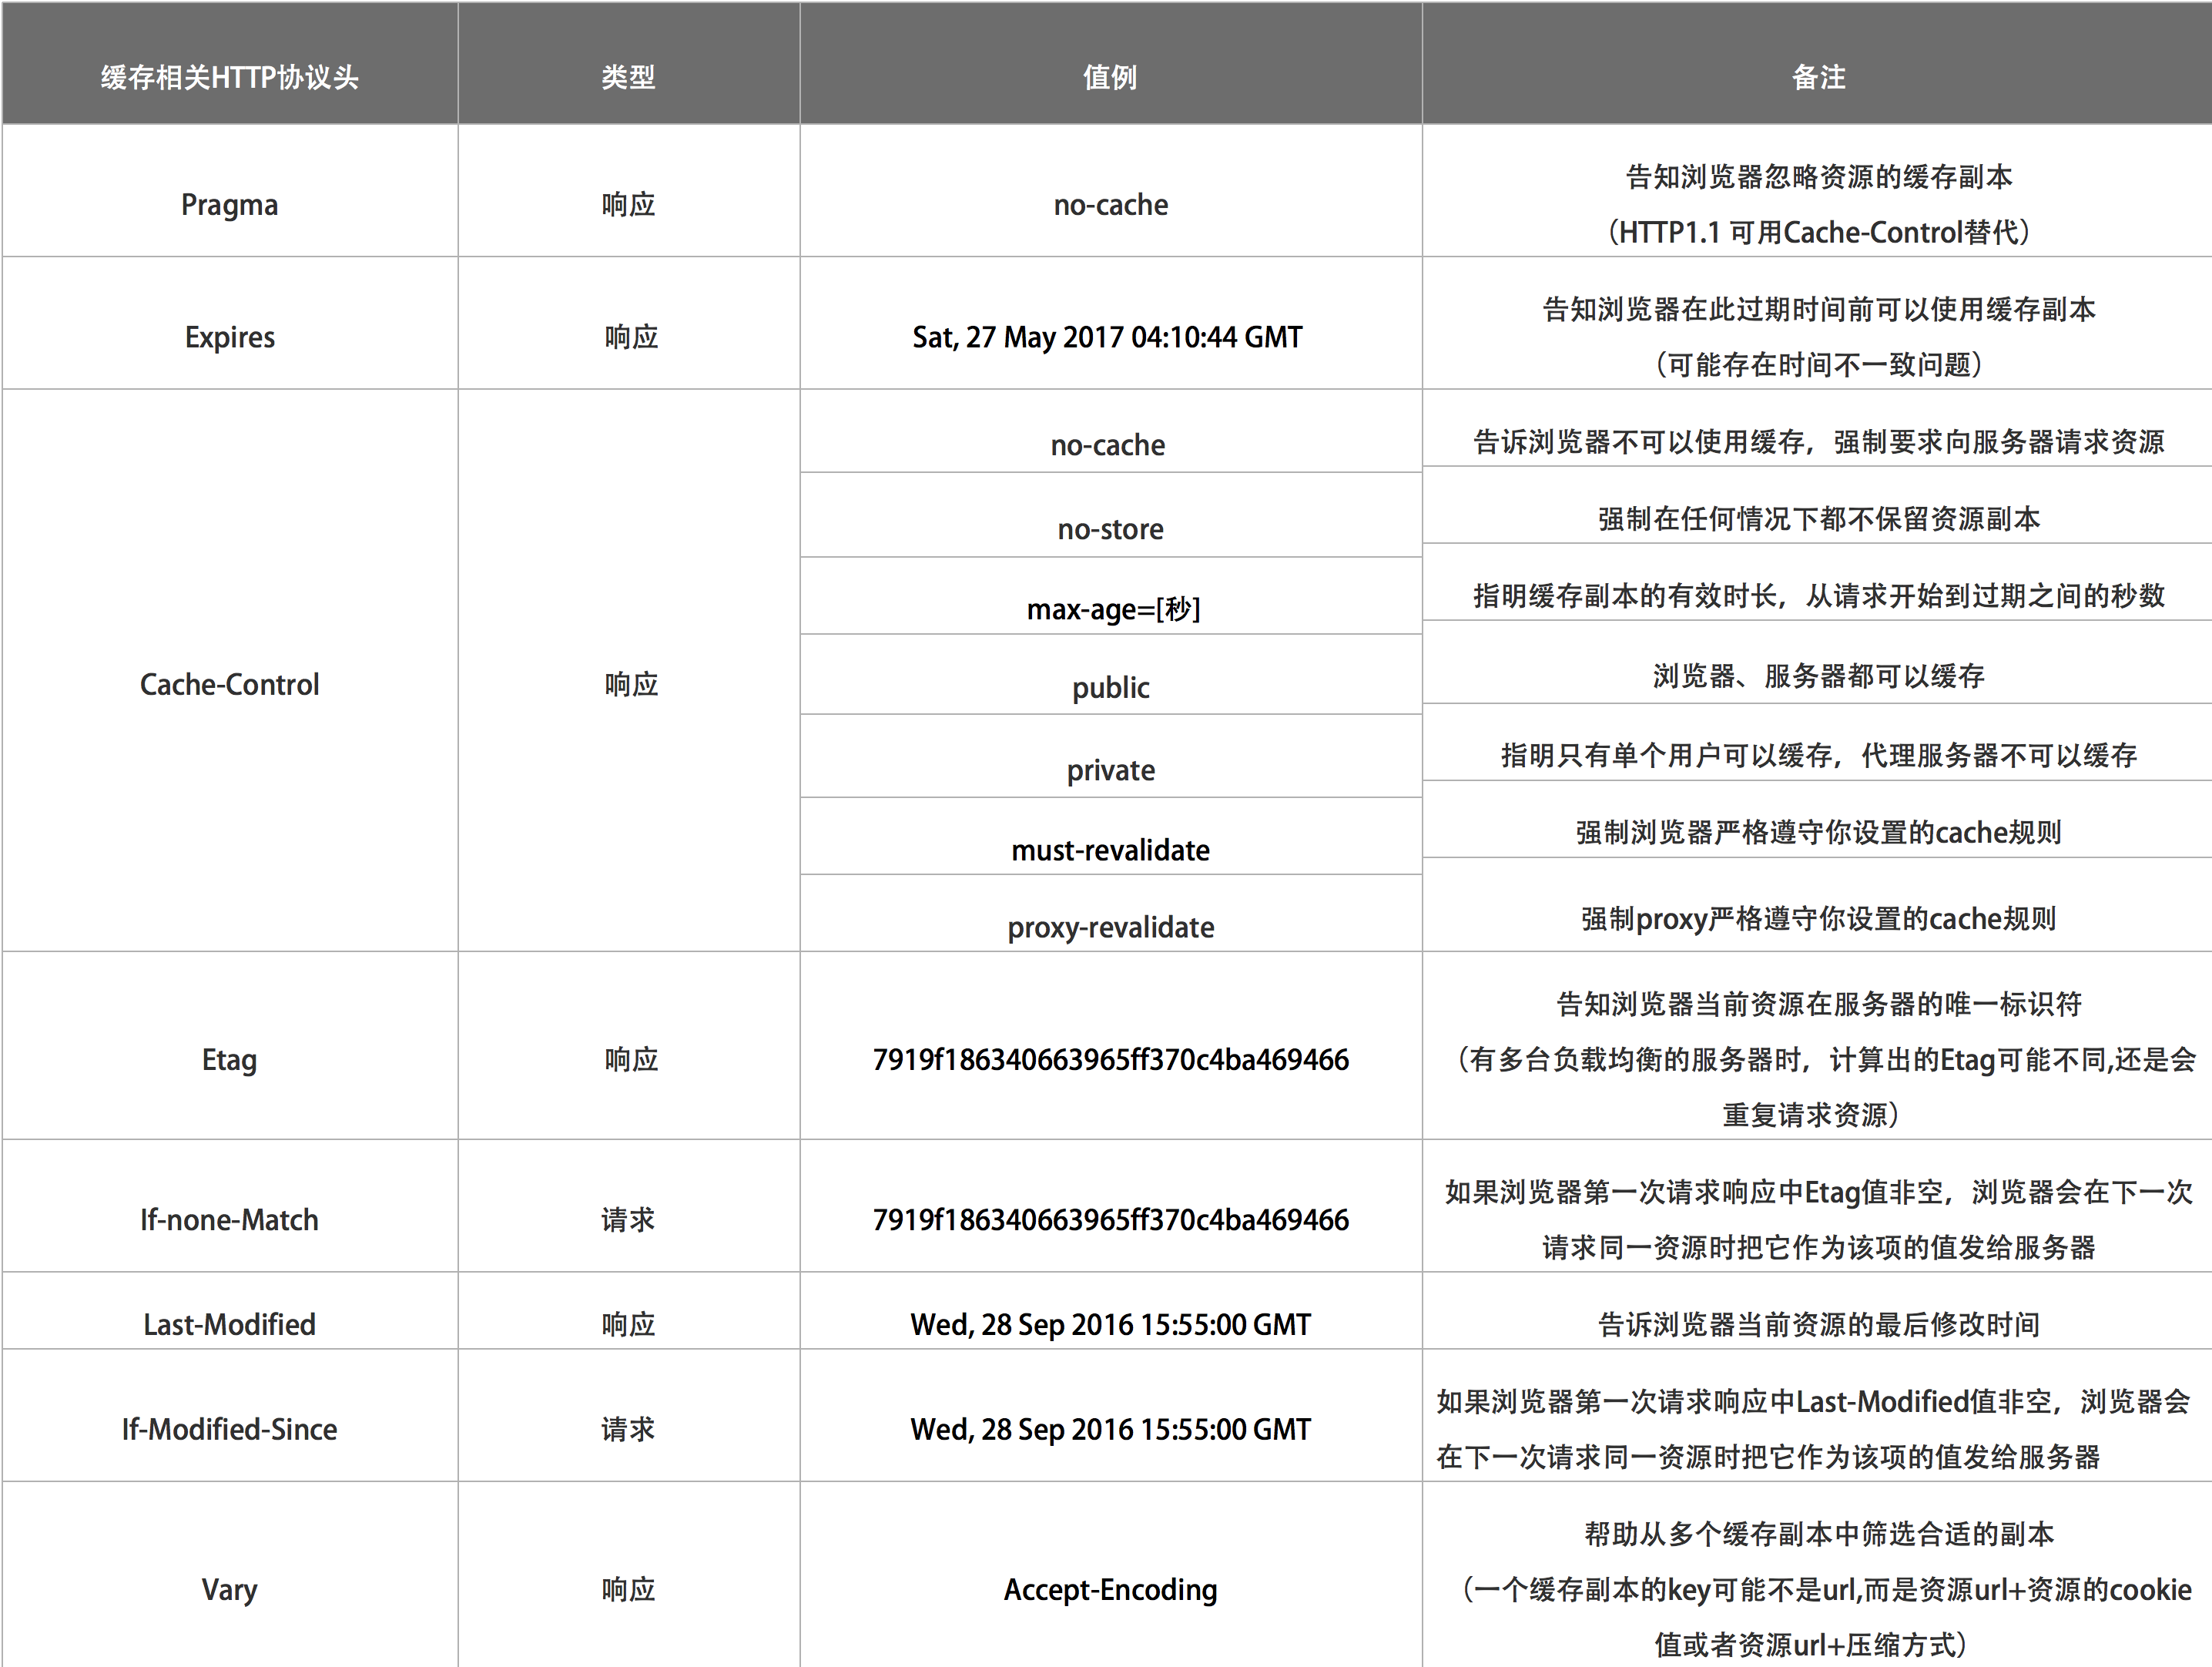 缓存相关HTTP协议头 类型 值例 备注
Pragma 响应 no-cache 告知浏览器忽略资源的缓存副本
（HTTP1.1 可用Cache-Control替代）
Expires 响应 Sat, 27 May 2017 04:10:44 GMT 告知浏览器在此过期时间前可以使用缓存副本
（可能存在时间不一致问题）
Cache-Control 响应
no-cache 告诉浏览器不可以使用缓存，强制要求向服务器请求资源
no-store 强制在任何情况下都不保留资源副本
max-age=[秒] 指明缓存副本的有效时长，从请求开始到过期之间的秒数
public 浏览器、服务器都可以缓存
private 指明只有单个用户可以缓存，代理服务器不可以缓存
must-revalidate 强制浏览器严格遵守你设置的cache规则
proxy-revalidate 强制proxy严格遵守你设置的cache规则
Etag 响应 7919f186340663965ff370c4ba469466 告知浏览器当前资源在服务器的唯一标识符
（有多台负载均衡的服务器时，计算出的Etag可能不同,还是会
重复请求资源）
If-none-Match 请求 7919f186340663965ff370c4ba469466 如果浏览器第一次请求响应中Etag值非空，浏览器会在下一次
请求同一资源时把它作为该项的值发给服务器
Last-Modified 响应 Wed, 28 Sep 2016 15:55:00 GMT 告诉浏览器当前资源的最后修改时间
If-Modified-Since 请求 Wed, 28 Sep 2016 15:55:00 GMT 如果浏览器第一次请求响应中Last-Modified值非空，浏览器会
在下一次请求同一资源时把它作为该项的值发给服务器
Vary 响应 Accept-Encoding 帮助从多个缓存副本中筛选合适的副本
（一个缓存副本的key可能不是url,而是资源url+资源的cookie
值或者资源url+压缩方式）